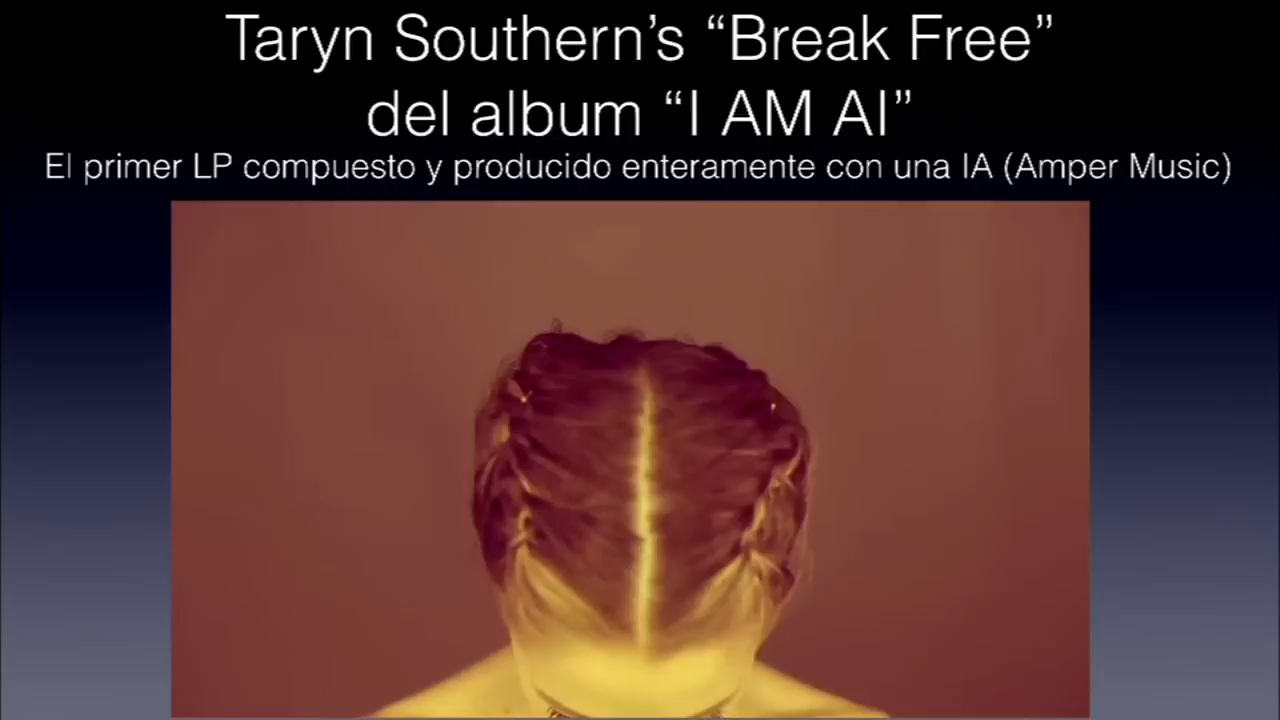 Taryn Southern’s “Break Free”
del album “I AM AI”
El primer LP compuesto y producido enteramente con una IA (Amper Music)